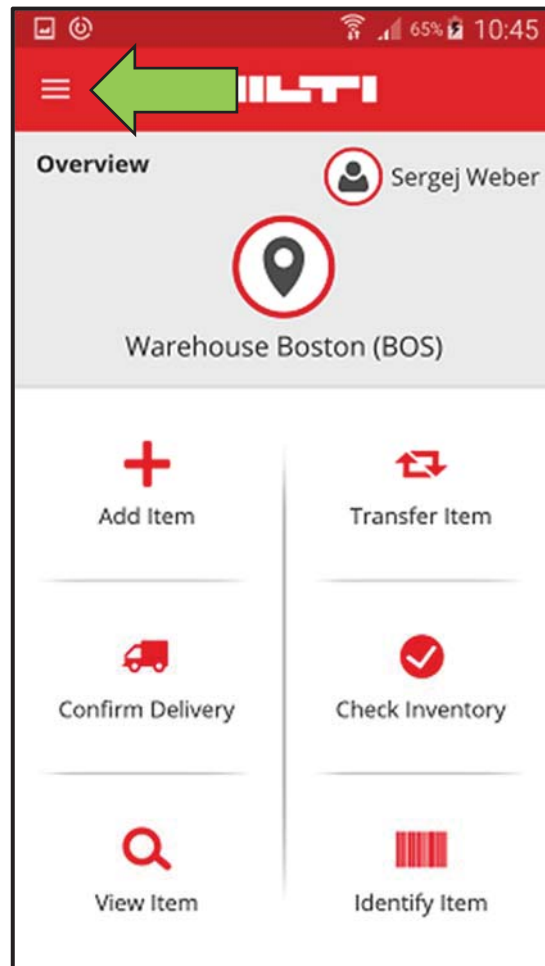 65% 10:45
HILTI
Overview
Sergej Weber
Warehouse Boston (BOS)
Add Item
Transfer Item
Confirm Delivery
Check Inventory
View Item
Identify Item